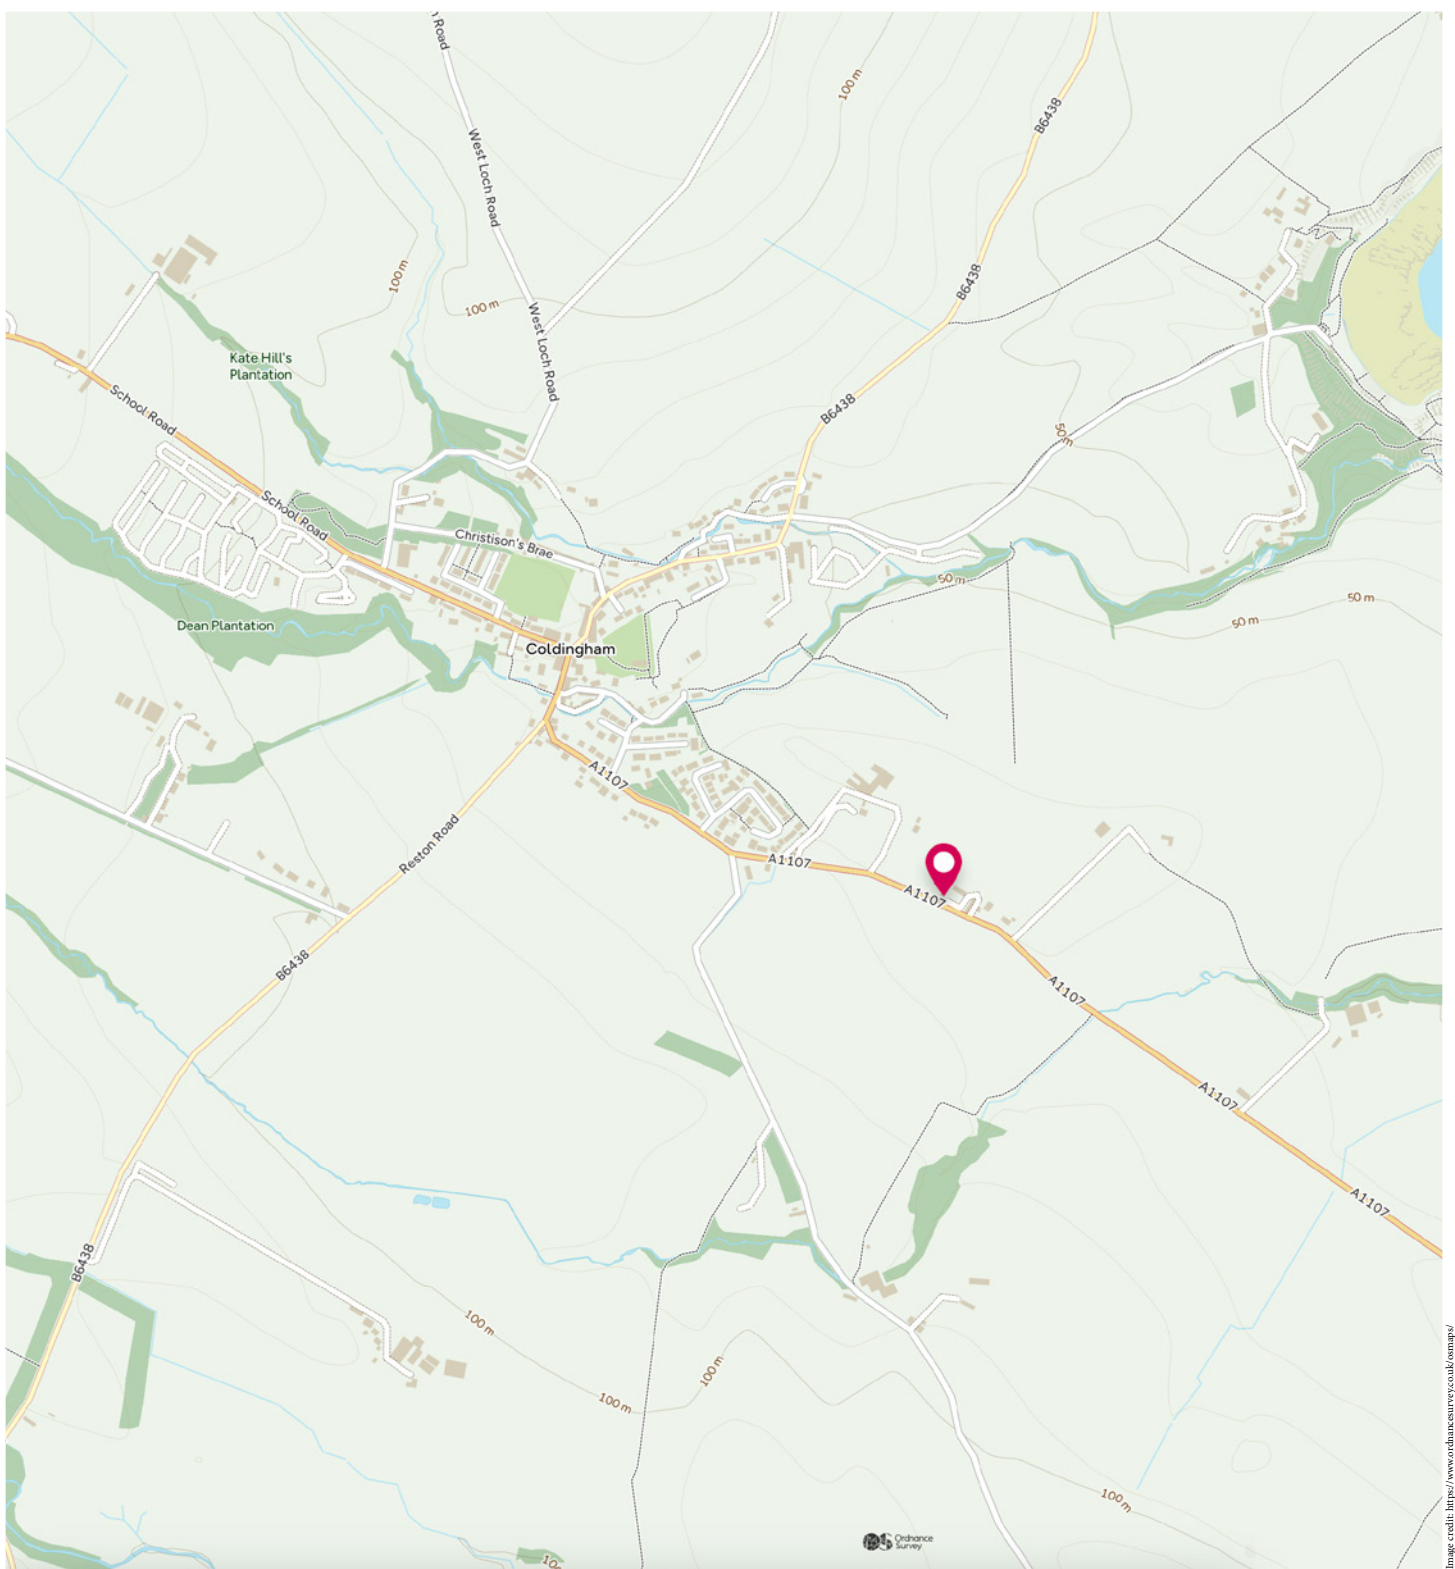 n Road
100 m
B6438
West Loch Road
100 m
B6438
100 m
West Loch Road
Kate Hill's
Plantation
School Road
B6438
50 m
School Road
Christison's Brae
50 m
50 m
50 m
Dean Plantation
Coldingham
A1107
Reston Road
A1107
A1107
B6438
A1107
A1107
A1107
B6438
100 m
100 m
100 m
100 m
Ordnance
Survey
100
Image credit: https://www.ordnancesurvey.co.uk/osmaps/